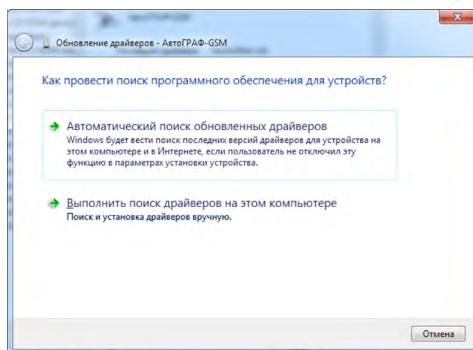 Обновление драйверов - АвтоГРАФ-GSM
Как провести поиск программного обеспечения для устройств?
Автоматический поиск обновленных драйверов
Windows будет вести поиск последних версий драйверов для устройства на
этом компьютере и в Интернете, если пользователь не отключил эту
функцию в параметрах установки устройства.
Выполнить поиск драйверов на этом компьютере
Поиск и установка драйверов вручную.
Отмена